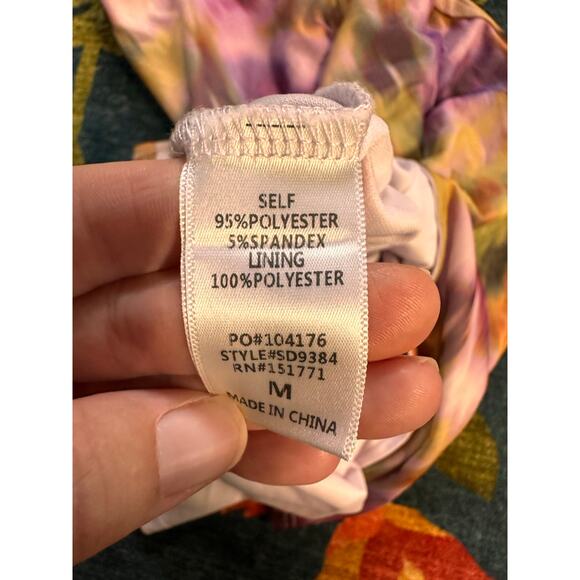 SELF
95%POLYESTER
5%SPANDEX
LINING
100%POLYESTER
PO#104176
STYLE#SD9384
RN#151771
M
MADE IN CHINA